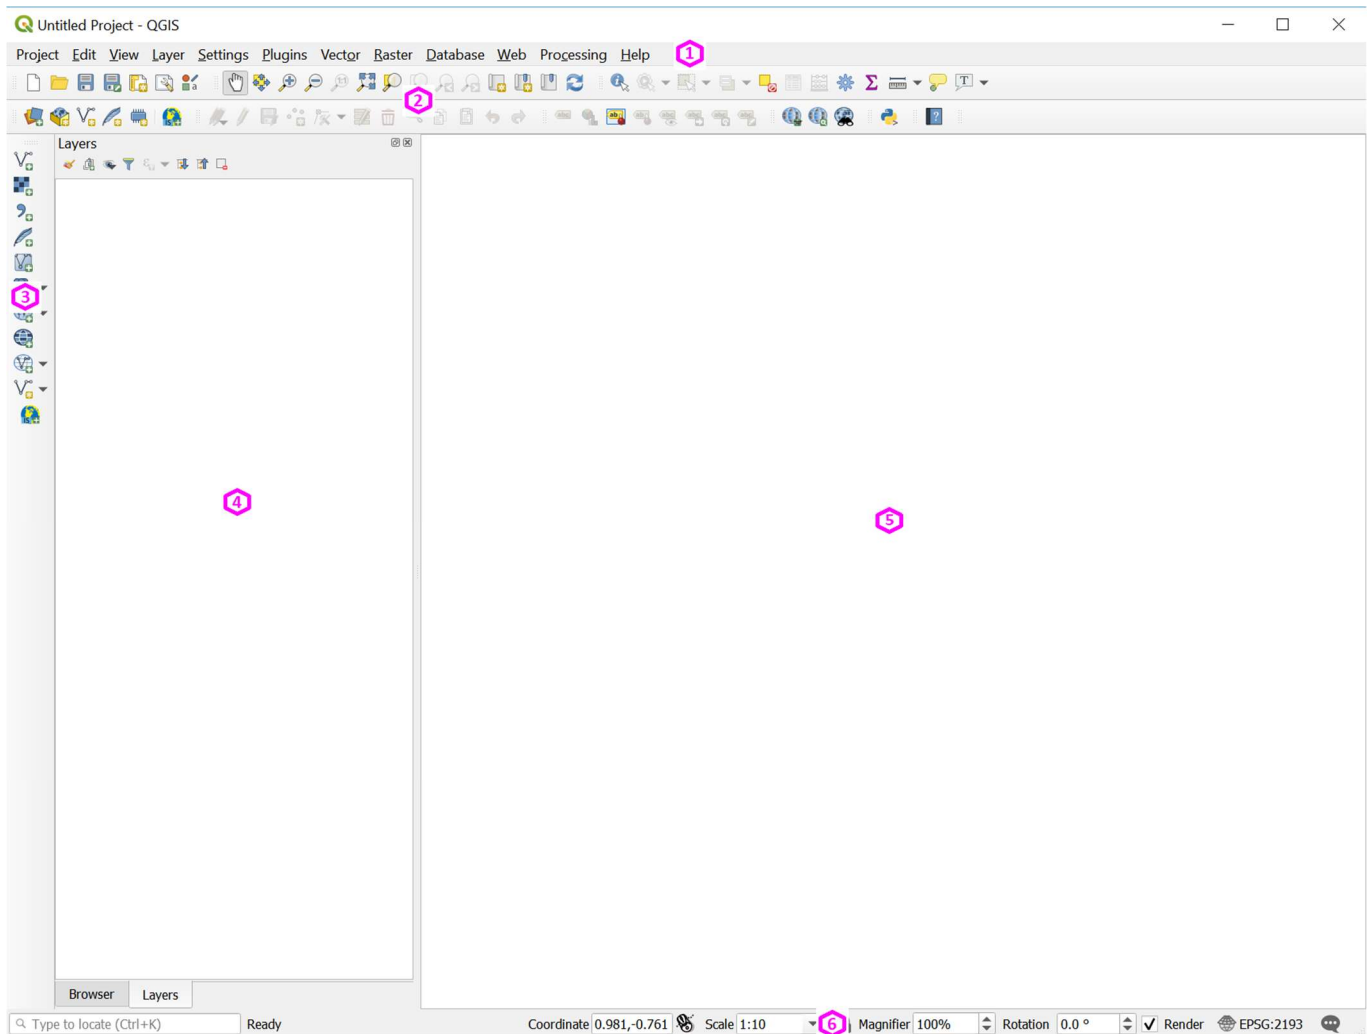 Untitled Project - QGIS
Project Edit View Layer Settings Plugins Vector Raster Database Web Processing Help 1
2
Layers
3
4
5
Browser Layers
Type to locate (Ctrl+K) Ready Coordinate 0.981,-0.761 Scale 1:10 6 Magnifier 100% Rotation 0.0 ° Render EPSG:2193